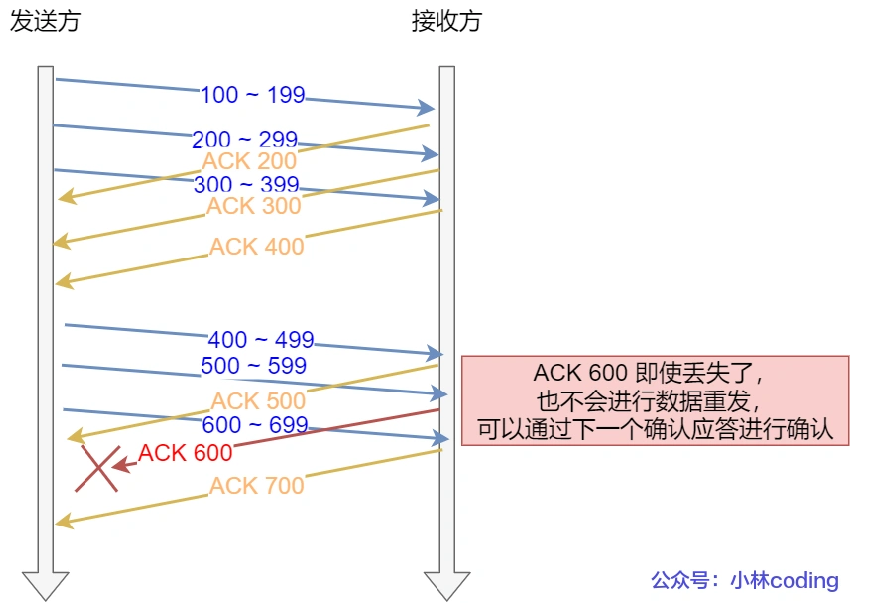 发送方
接收方
100 ~ 199
200 ~ 299
ACK 200
300 ~ 399
ACK 300
ACK 400
400 ~ 499
500 ~ 599
ACK 500
600 ~ 699
ACK 600
ACK 700
ACK 600 即使丢失了，
也不会进行数据重发，
可以通过下一个确认应答进行确认
公众号：小林coding